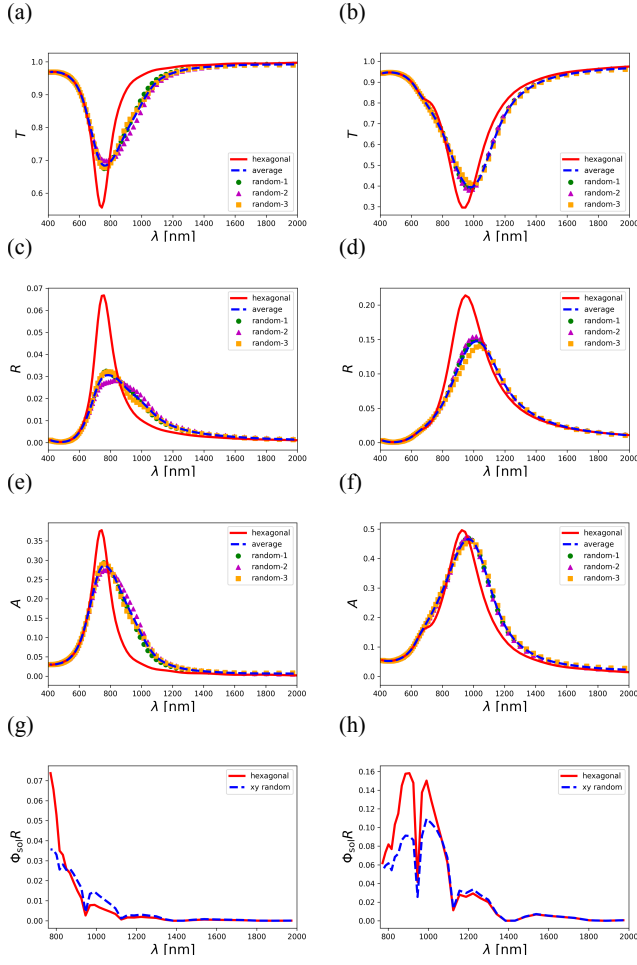 (a)
(b)
1.0
0.9
0.8
0.7
0.6
T
hexagonal
average
random-1
random-2
random-3
400 600 800 1000 1200 1400 1600 1800 2000
λ [nm]
1.0
0.9
0.8
0.7
0.6
0.5
0.4
0.3
T
hexagonal
average
random-1
random-2
random-3
400 600 800 1000 1200 1400 1600 1800 2000
λ [nm]
(c)
(d)
0.07
0.06
0.05
0.04
0.03
0.02
0.01
0.00
R
hexagonal
average
random-1
random-2
random-3
400 600 800 1000 1200 1400 1600 1800 2000
λ [nm]
0.20
0.15
0.10
0.05
0.00
R
hexagonal
average
random-1
random-2
random-3
400 600 800 1000 1200 1400 1600 1800 2000
λ [nm]
(e)
(f)
0.35
0.30
0.25
0.20
0.15
0.10
0.05
0.00
A
hexagonal
average
random-1
random-2
random-3
400 600 800 1000 1200 1400 1600 1800 2000
λ [nm]
0.5
0.4
0.3
0.2
0.1
0.0
A
hexagonal
average
random-1
random-2
random-3
400 600 800 1000 1200 1400 1600 1800 2000
λ [nm]
(g)
(h)
0.07
0.06
0.05
0.04
0.03
0.02
0.01
0.00
ΦsolR
hexagonal
xy random
800 1000 1200 1400 1600 1800 2000
λ [nm]
0.16
0.14
0.12
0.10
0.08
0.06
0.04
0.02
0.00
ΦsolR
hexagonal
xy random
800 1000 1200 1400 1600 1800 2000
λ [nm]